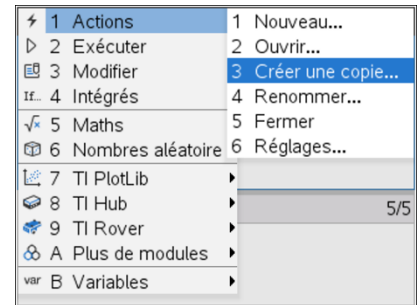 1 Actions
2 Exécuter
3 Modifier
If... 4 Intégrés
5 Maths
6 Nombres aléatoire
7 TI PlotLib
8 TI Hub
9 TI Rover
A Plus de modules
var B Variables
1 Nouveau...
2 Ouvrir...
3 Créer une copie...
4 Renommer...
5 Fermer
6 Réglages...
5/5